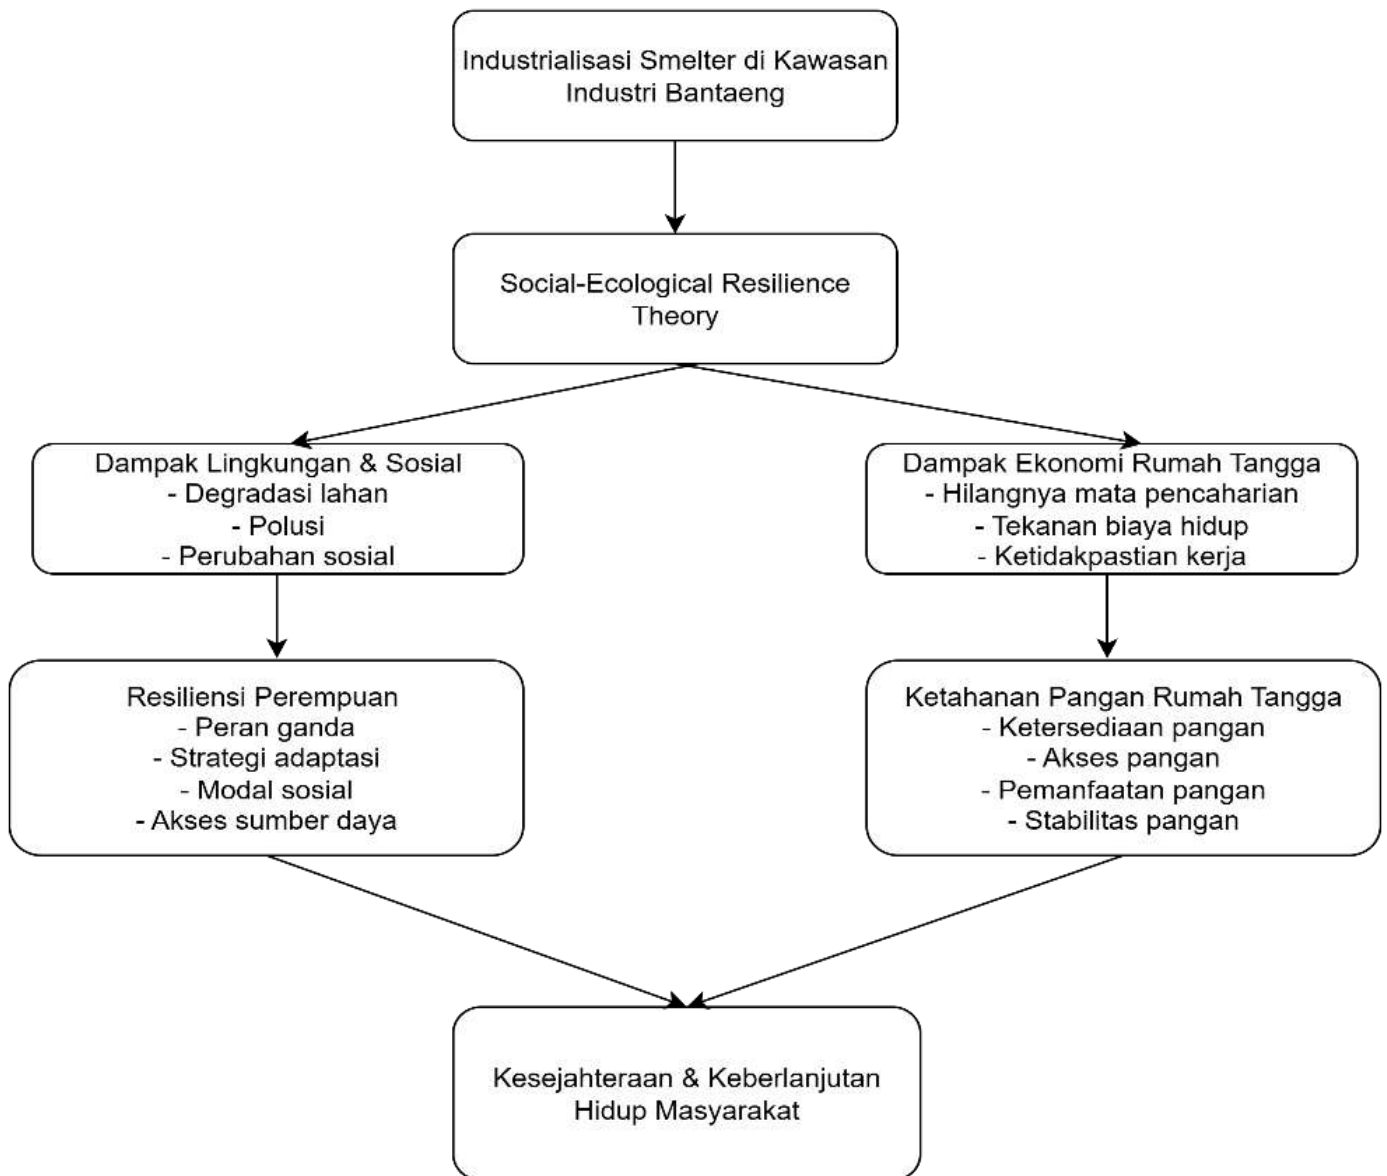 Industrialisasi Smelter di Kawasan
Industri Bantaeng
Social-Ecological Resilience
Theory
Dampak Lingkungan & Sosial
- Degradasi lahan
- Polusi
- Perubahan sosial
Dampak Ekonomi Rumah Tangga
- Hilangnya mata pencaharian
- Tekanan biaya hidup
- Ketidakpastian kerja
Resiliensi Perempuan
- Peran ganda
- Strategi adaptasi
- Modal sosial
- Akses sumber daya
Ketahanan Pangan Rumah Tangga
- Ketersediaan pangan
- Akses pangan
- Pemanfaatan pangan
- Stabilitas pangan
Kesejahteraan & Keberlanjutan
Hidup Masyarakat